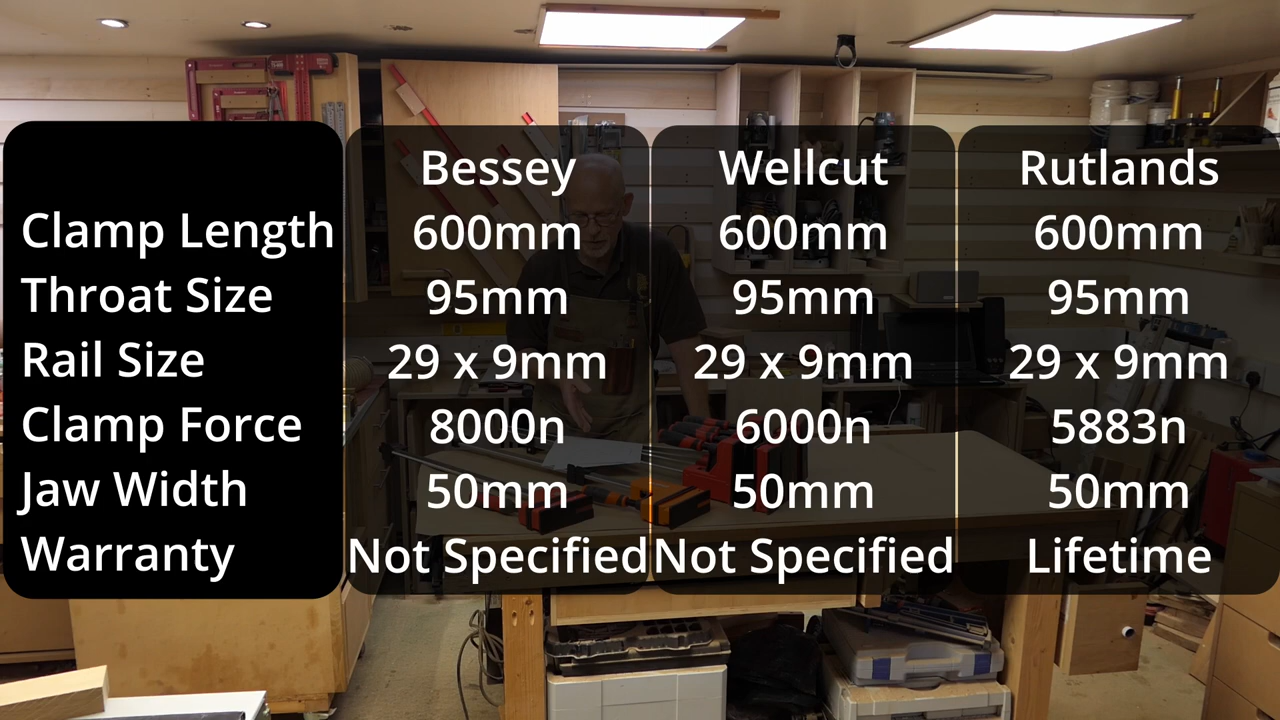 Bessey Wellcut Rutlands
Clamp Length 600mm 600mm 600mm
Throat Size 95mm 95mm 95mm
Rail Size 29 x 9mm 29 x 9mm 29 x 9mm
Clamp Force 8000n 6000n 5883n
Jaw Width 50mm 50mm 50mm
Warranty Not Specified Not Specified Lifetime